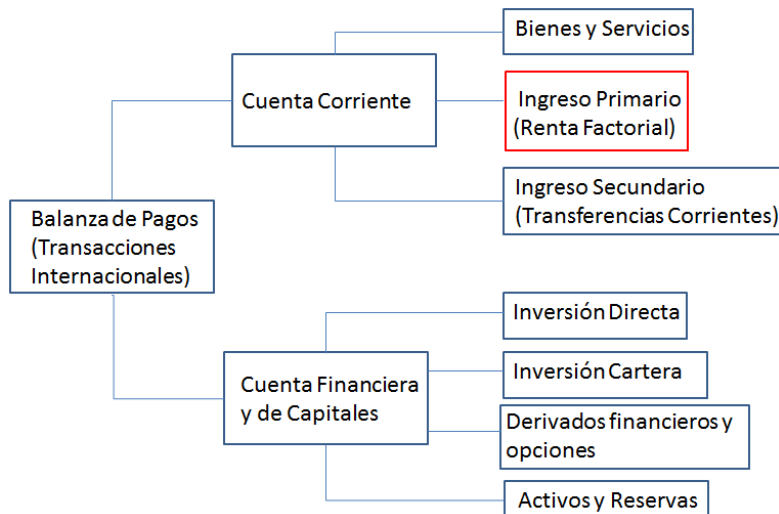 Bienes y Servicios
Cuenta Corriente
Ingreso Primario
(Renta Factorial)
Ingreso Secundario
(Transferencias Corrientes)
Balanza de Pagos
(Transacciones
Internacionales)
Inversión Directa
Cuenta Financiera
y de Capitales
Inversión Cartera
Derivados financieros y
opciones
Activos y Reservas